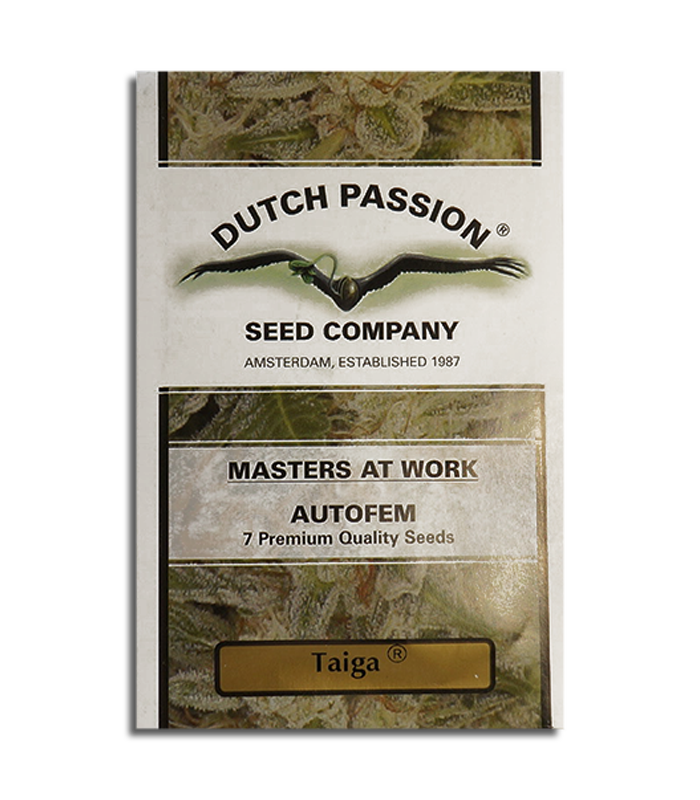 DUTCH PASSION ®
SEED COMPANY
AMSTERDAM, ESTABLISHED 1987
MASTERS AT WORK
AUTOFEM
7 Premium Quality Seeds
Taiga ®